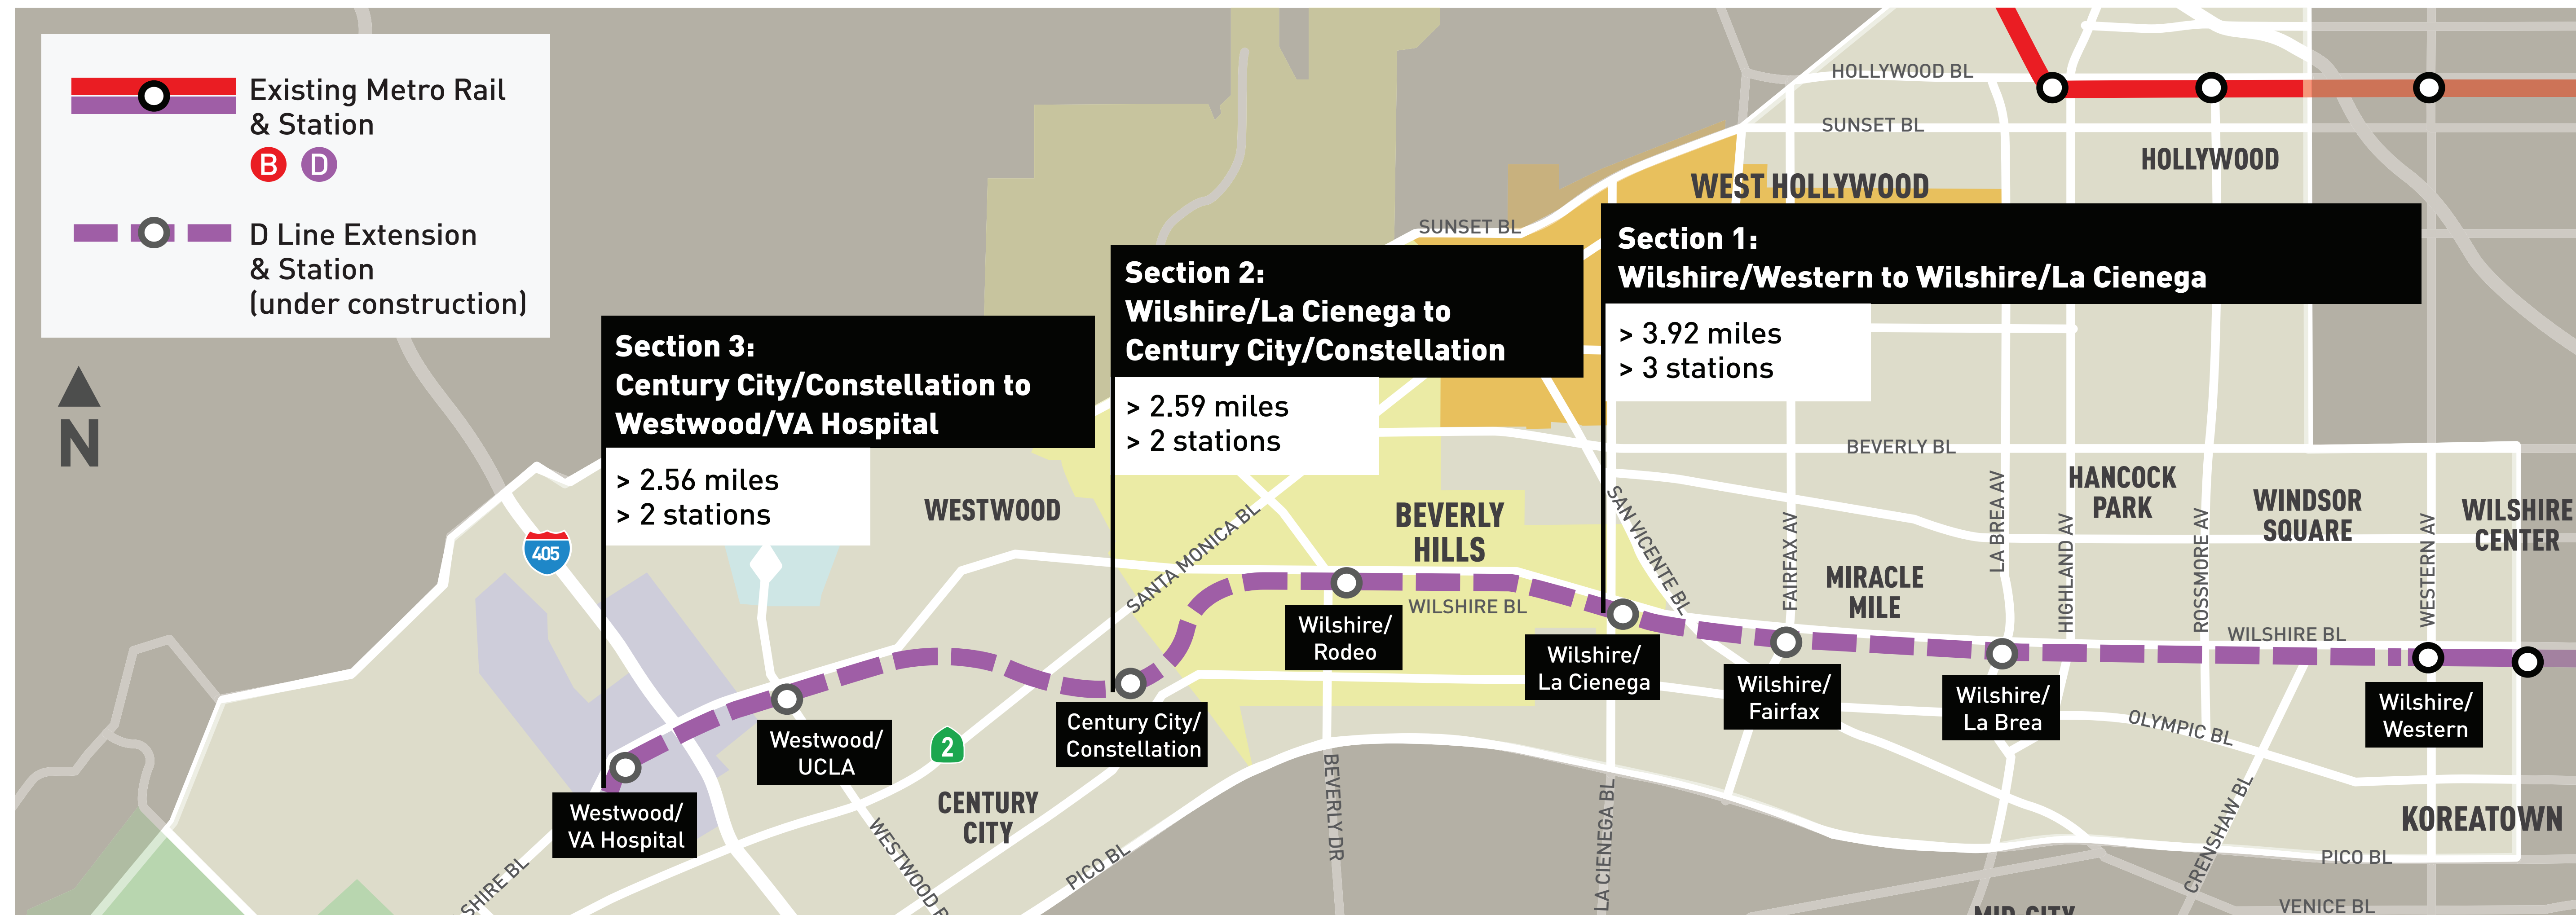 Existing Metro Rail
& Station
B D
D Line Extension
& Station
(under construction)
N
Section 3:
Century City/Constellation to
Westwood/VA Hospital
> 2.56 miles
> 2 stations
Section 2:
Wilshire/La Cienega to
Century City/Constellation
> 2.59 miles
> 2 stations
Section 1:
Wilshire/Western to Wilshire/La Cienega
> 3.92 miles
> 3 stations
HOLLYWOOD BL
SUNSET BL
HOLLYWOOD
WEST HOLLYWOOD
SUNSET BL
BEVERLY BL
WESTWOOD
405
SANTA MONICA BL
BEVERLY
HILLS
WILSHIRE BL
SAN VICENTE BL
FAIRFAX AV
MIRACLE
MILE
LA BREA AV
HIGHLAND AV
HANCOCK
PARK
ROSSMORE AV
WINDSOR
SQUARE
WESTERN AV
WILSHIRE
CENTER
WILSHIRE BL
Wilshire/
Rodeo
Wilshire/
La Cienega
Wilshire/
Fairfax
Wilshire/
La Brea
Wilshire/
Western
Century City/
Constellation
Westwood/
UCLA
Westwood/
VA Hospital
2
CENTURY
CITY
OLYMPIC BL
KOREATOWN
SHIRE BL
WESTWOOD
PICO BL
BEVERLY DR
LA CIENEGA BL
CRENSHAW BL
PICO BL
VENICE BL
MID-CITY